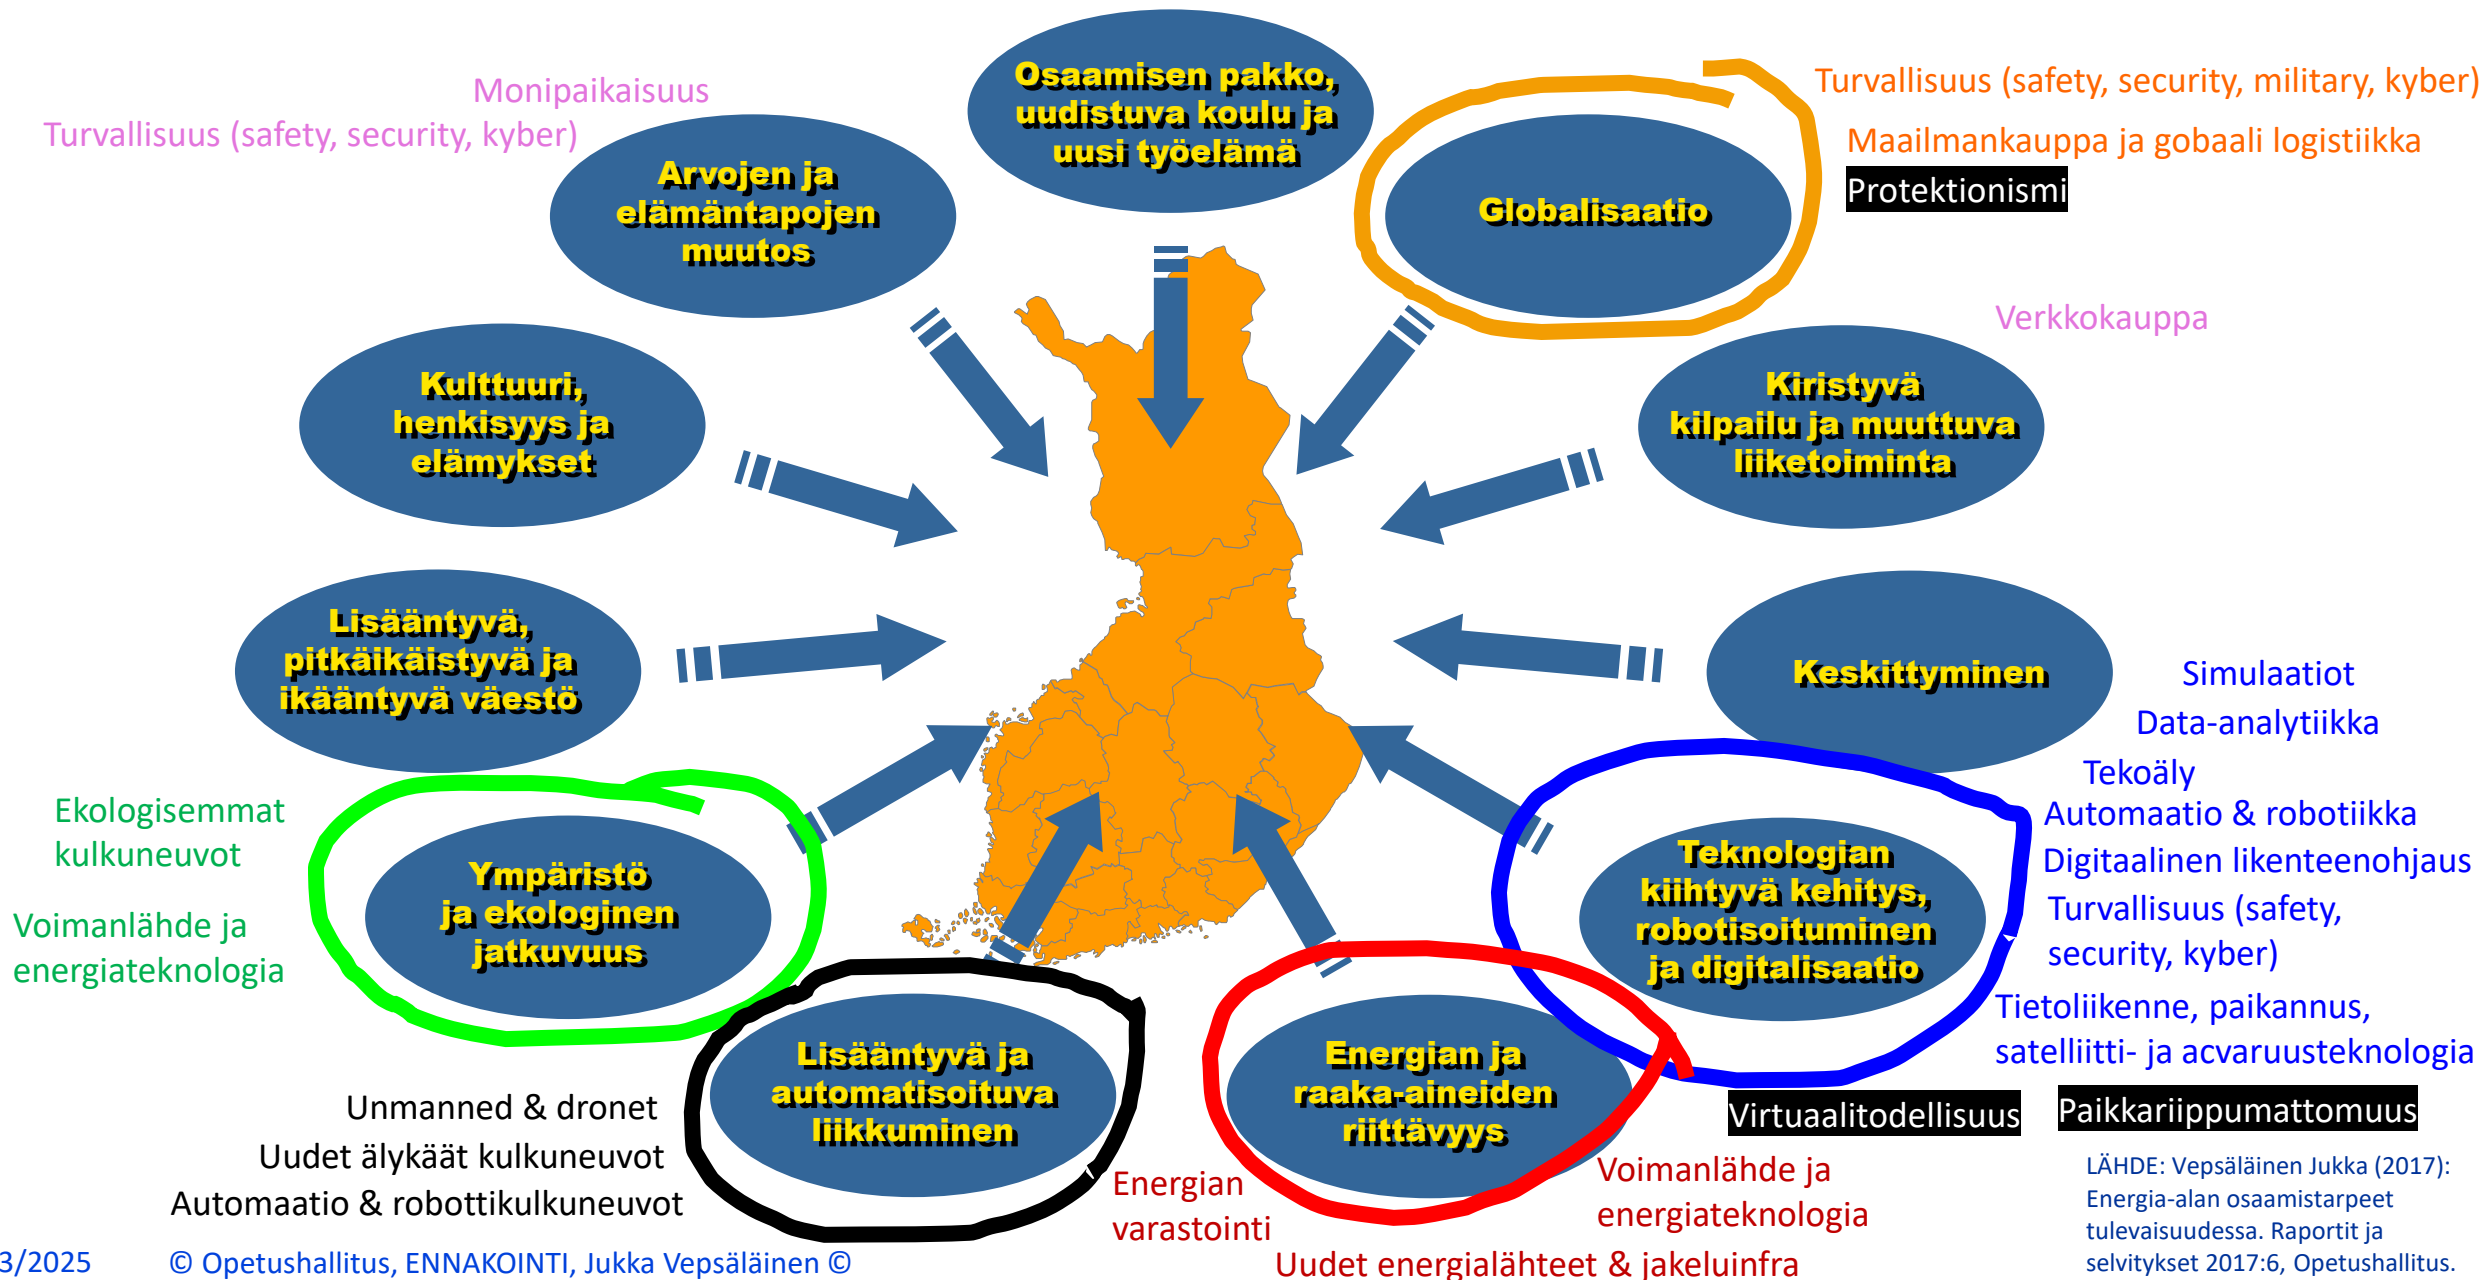 Osaamisen pakko,
uudistuva koulu ja
uusi työelämä
Monipaikaisuus
Turvallisuus (safety, security, kyber)
Arvojen ja
elämäntapojen
muutos
Globalisaatio
Turvallisuus (safety, security, military, kyber)
Maailmankauppa ja gobaali logistiikka
Protektionismi
Kulttuuri,
henkisyys ja
elämykset
Verkkokauppa
Kiristyvä
kilpailu ja muuttuva
liiketoiminta
Lisääntyvä,
pitkäikäistyvä ja
ikääntyvä väestö
Keskittyminen
Simulaatiot
Data-analytiikka
Tekoäly
Automaatio & robotiikka
Digitaalinen likenteenohjaus
Turvallisuus (safety,
security, kyber)
Tietoliikenne, paikannus,
satelliitti- ja acvaruusteknologia
Ekologisemmat
kulkuneuvot
Voimanlähde ja
energiateknologia
Ympäristö
ja ekologinen
jatkuvuus
Teknologian
kiihtyvä kehitys,
robotisoituminen
ja digitalisaatio
Lisääntyvä ja
automatisoituva
liikkuminen
Energian ja
raaka-aineiden
riittävyys
Virtuaalitodellisuus
Paikkariippumattomuus
Unmanned & dronet
Uudet älykäät kulkuneuvot
Automaatio & robottikulkuneuvot
Energian
varastointi
Voimanlähde ja
energiateknologia
Uudet energialähteet & jakeluinfra
LÄHDE: Vepsäläinen Jukka (2017):
Energia-alan osaamistarpeet
tulevaisuudessa. Raportit ja
selvitykset 2017:6, Opetushallitus.
3/2025
© Opetushallitus, ENNAKOINTI, Jukka Vepsäläinen ©